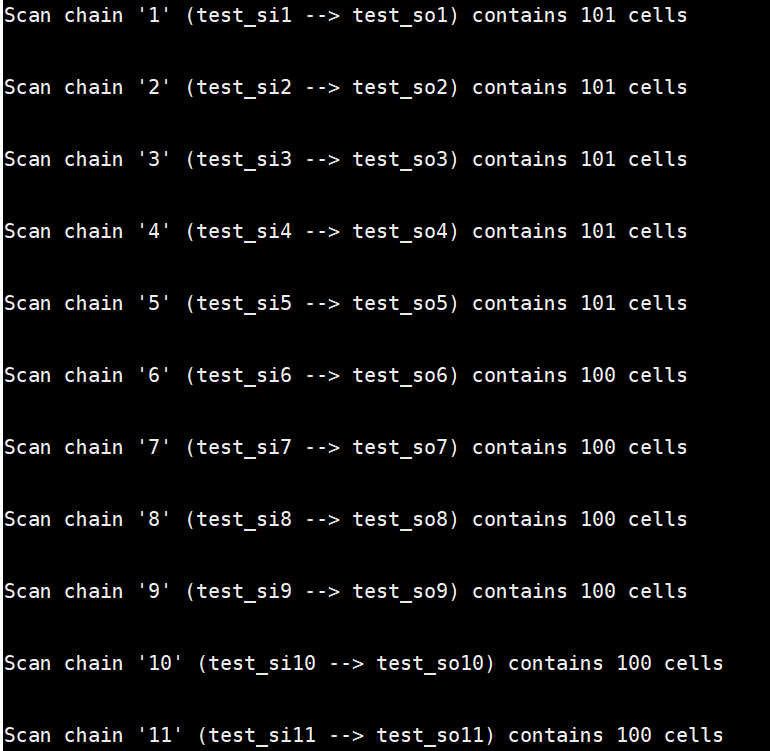 Scan chain '1' (test_si1 --> test_so1) contains 101 cells
Scan chain '2' (test_si2 --> test_so2) contains 101 cells
Scan chain '3' (test_si3 --> test_so3) contains 101 cells
Scan chain '4' (test_si4 --> test_so4) contains 101 cells
Scan chain '5' (test_si5 --> test_so5) contains 101 cells
Scan chain '6' (test_si6 --> test_so6) contains 100 cells
Scan chain '7' (test_si7 --> test_so7) contains 100 cells
Scan chain '8' (test_si8 --> test_so8) contains 100 cells
Scan chain '9' (test_si9 --> test_so9) contains 100 cells
Scan chain '10' (test_si10 --> test_so10) contains 100 cells
Scan chain '11' (test_si11 --> test_so11) contains 100 cells